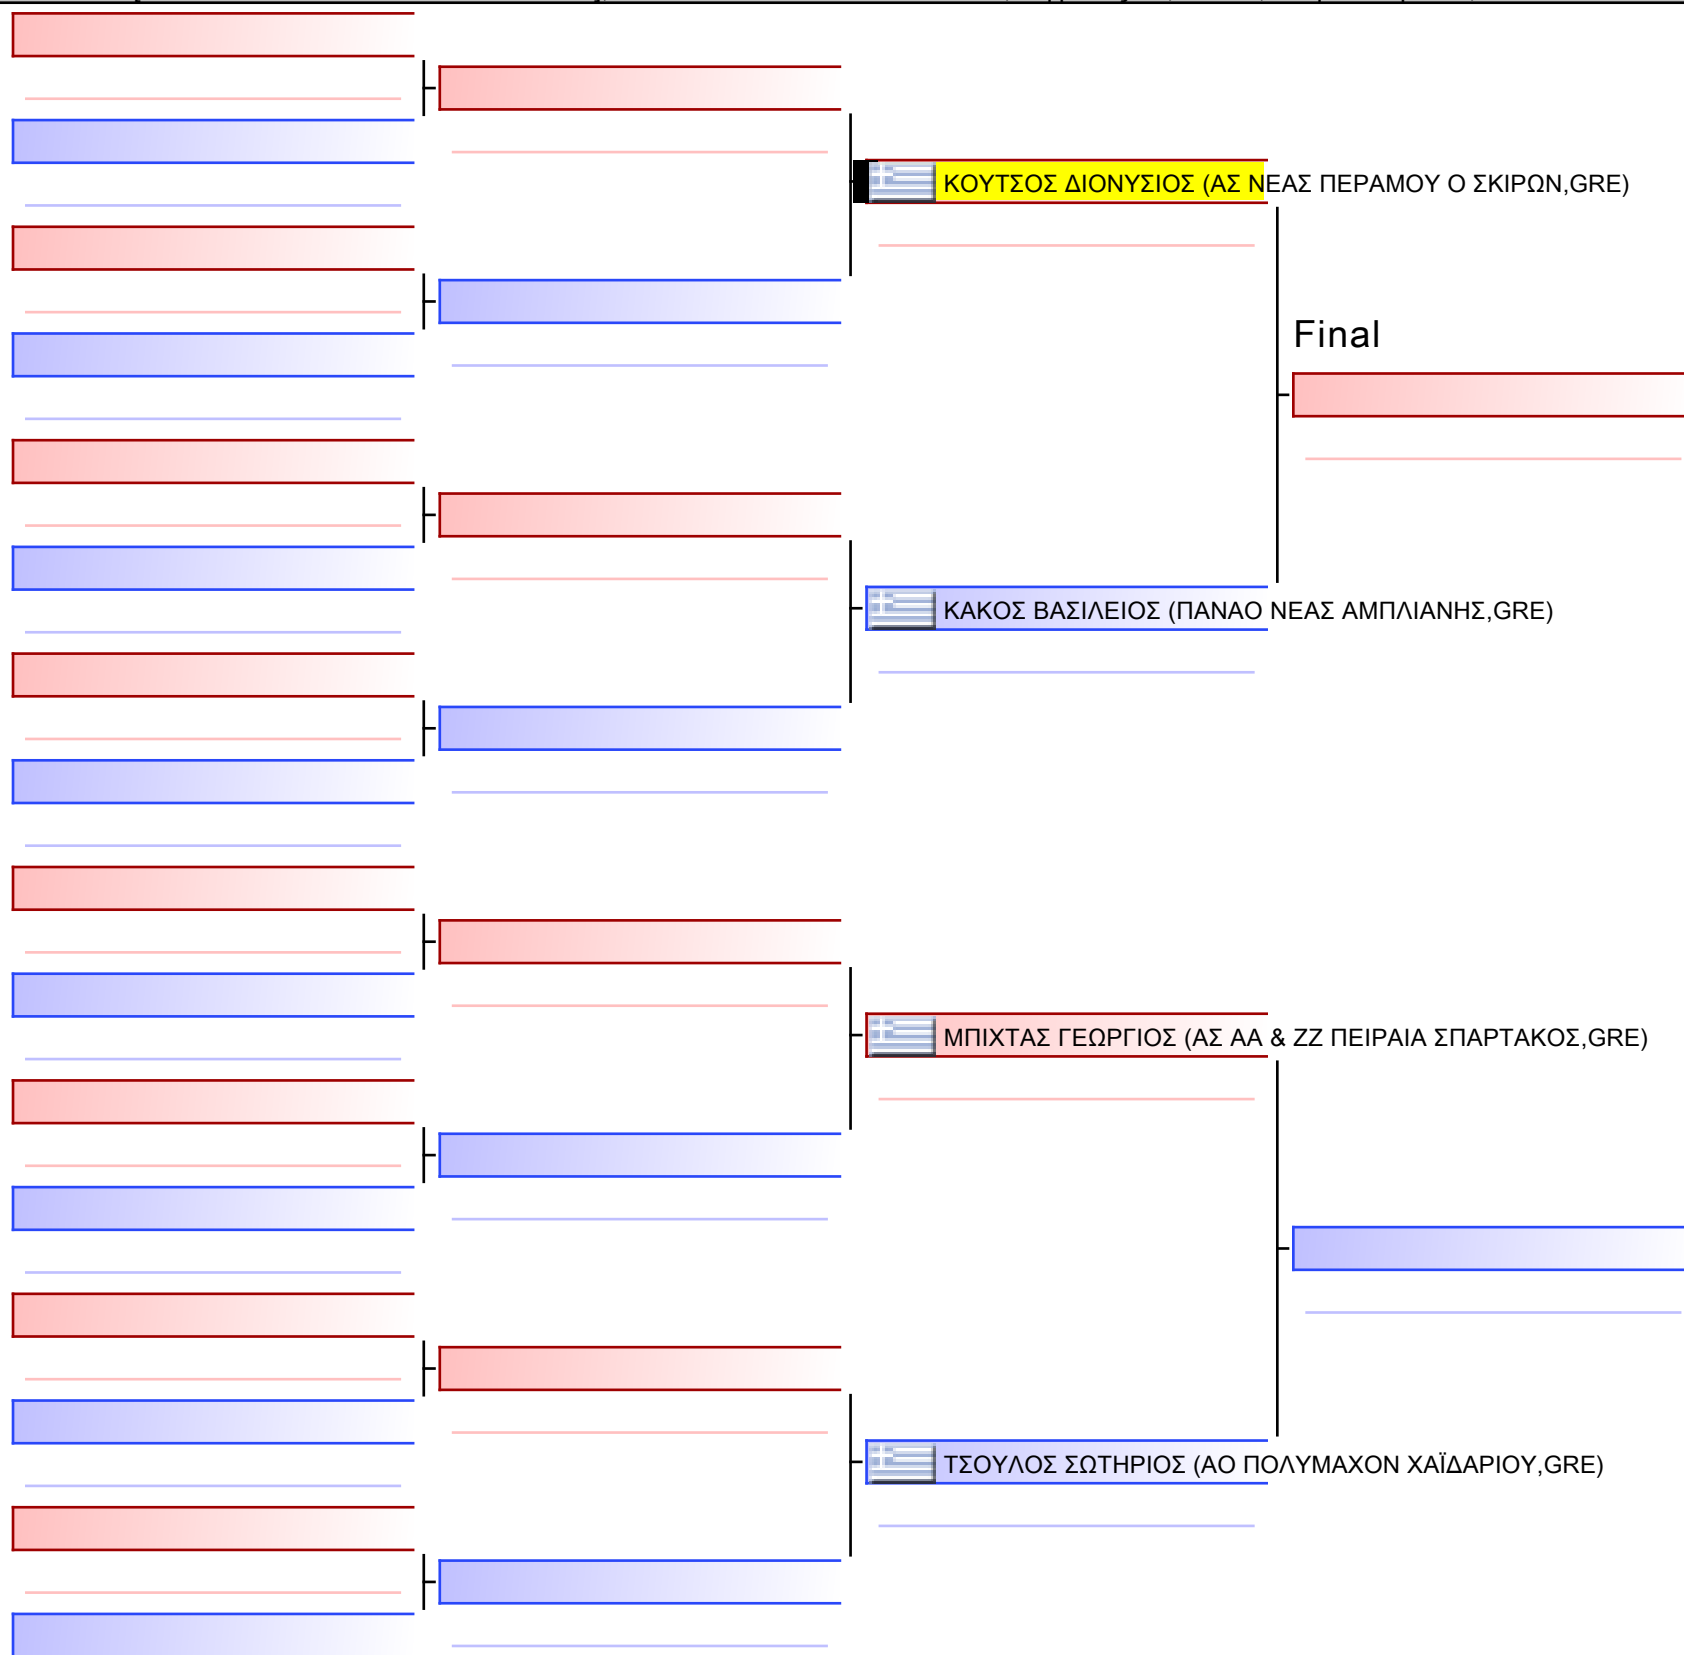 ΚΟΥΤΣΟΣ ΔΙΟΝΥΣΙΟΣ (ΑΣ ΝΕΑΣ ΠΕΡΑΜΟΥ Ο ΣΚΙΡΩΝ,GRE)
Final
ΚΑΚΟΣ ΒΑΣΙΛΕΙΟΣ (ΠΑΝΑΟ ΝΕΑΣ ΑΜΠΛΙΑΝΗΣ,GRE)
ΜΠΙΧΤΑΣ ΓΕΩΡΓΙΟΣ (ΑΣ ΑΑ & ΖΖ ΠΕΙΡΑΙΑ ΣΠΑΡΤΑΚΟΣ,GRE)
ΤΣΟΥΛΟΣ ΣΩΤΗΡΙΟΣ (ΑΟ ΠΟΛΥΜΑΧΟΝ ΧΑΪΔΑΡΙΟΥ,GRE)